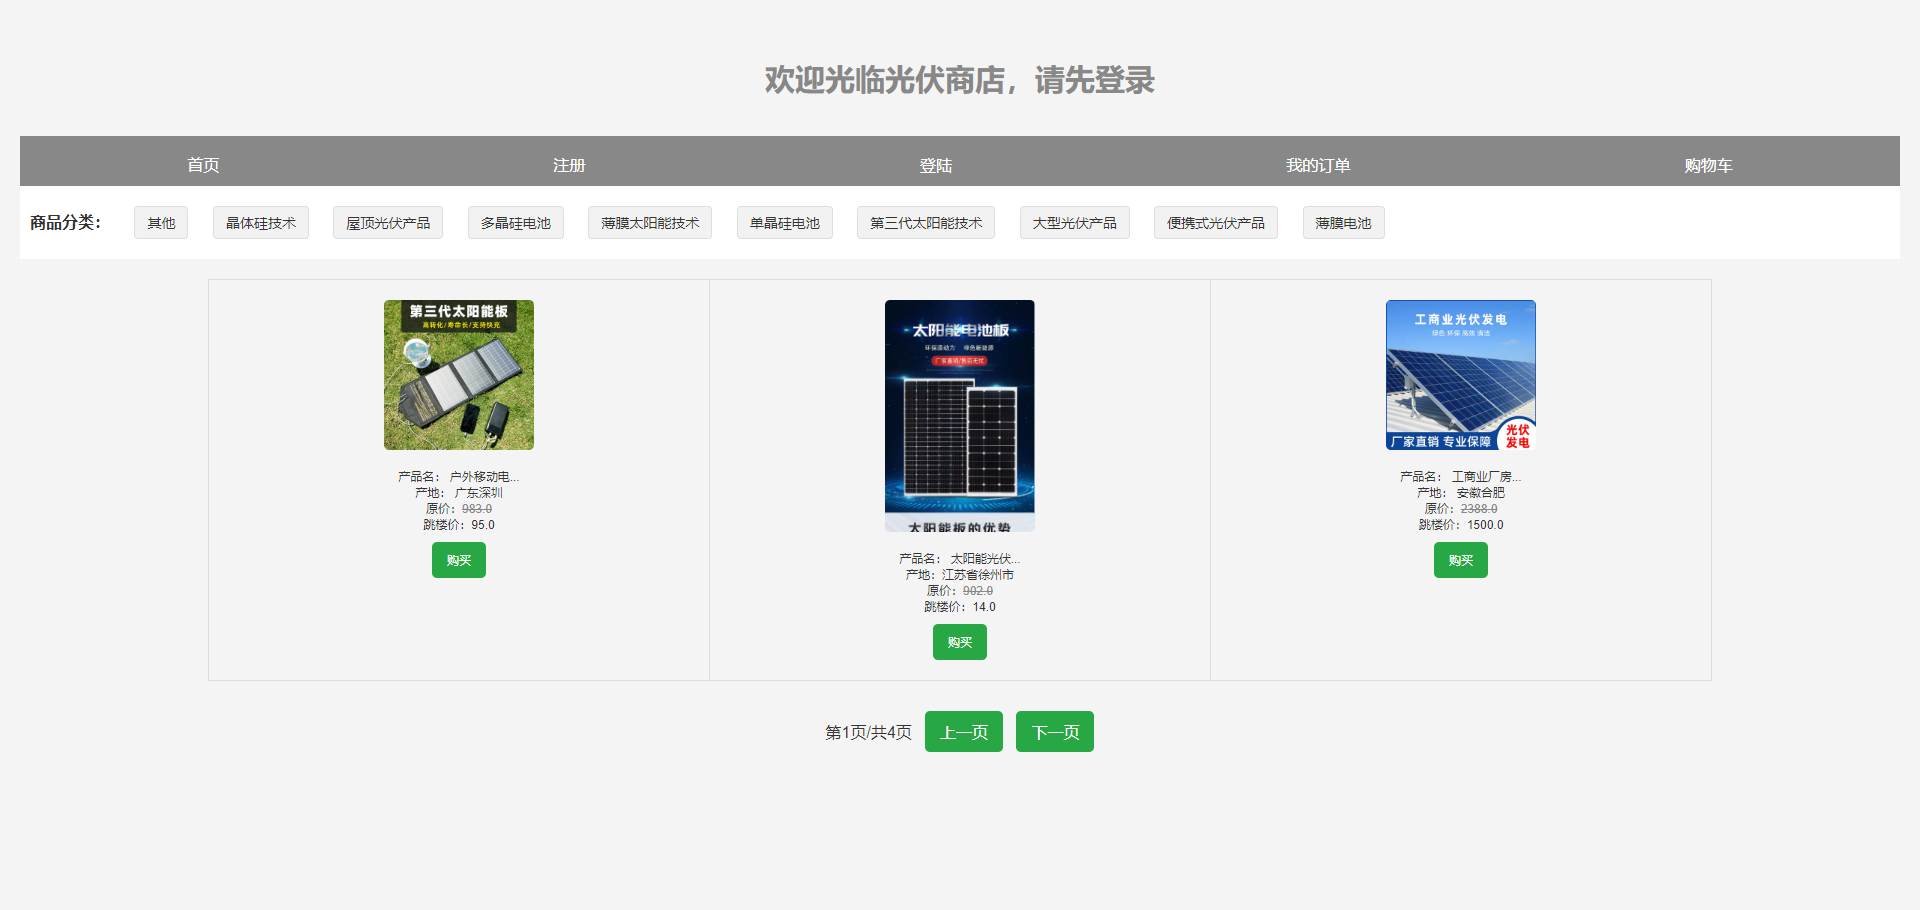 欢迎光临光伏商店，请先登录
首页 注册 登陆 我的订单 购物车
商品分类： 其他 晶体硅技术 屋顶光伏产品 多晶硅电池 薄膜太阳能技术 单晶硅电池 第三代太阳能技术 大型光伏产品 便携式光伏产品 薄膜电池
第三代太阳能板
高转化/寿命长/支持快充
产品名： 户外移动电...
产地： 广东深圳
原价：983.0
跳楼价：95.0
购买
太阳能电池板
环保源动力 绿色新能源
厂家直销/售后无忧
太阳能板的优势
产品名： 太阳能光伏...
产地：江苏省徐州市
原价：902.0
跳楼价：14.0
购买
工商业光伏发电
绿色 环保 高效 清洁
厂家直销 专业保障
光伏
发电
产品名： 工商业厂房...
产地： 安徽合肥
原价：2388.0
跳楼价：1500.0
购买
第1页/共4页 上一页 下一页